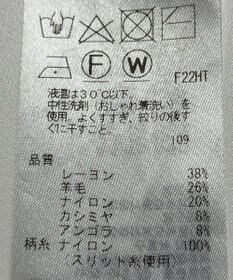 F W F22HT
液温は30℃以下。
中性洗剤(おしゃれ着洗い)を
使用。よくすすぎ、絞りの後す
ぐに干すこと。
109
品質
レーヨン 38%
羊毛 26%
ナイロン 20%
カシミヤ 8%
アンゴラ 8%
柄糸 ナイロン 100%
(スリット糸使用)